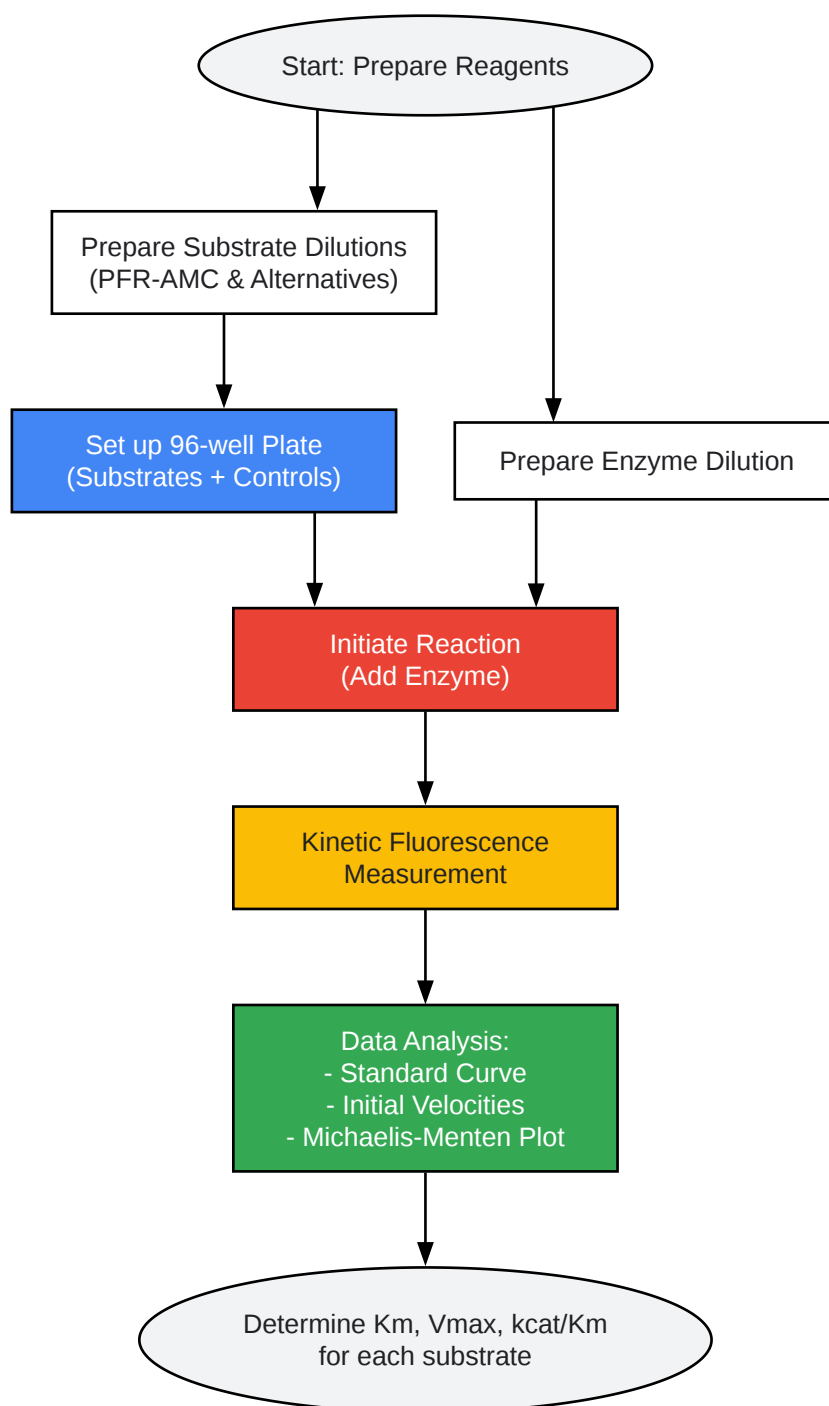 Start: Prepare Reagents
Prepare Substrate Dilutions
(PFR-AMC & Alternatives)
Set up 96-well Plate
(Substrates + Controls)
Prepare Enzyme Dilution
Initiate Reaction
(Add Enzyme)
Kinetic Fluorescence
Measurement
Data Analysis:
- Standard Curve
- Initial Velocities
- Michaelis-Menten Plot
Determine Km, Vmax, kcat/Km
for each substrate